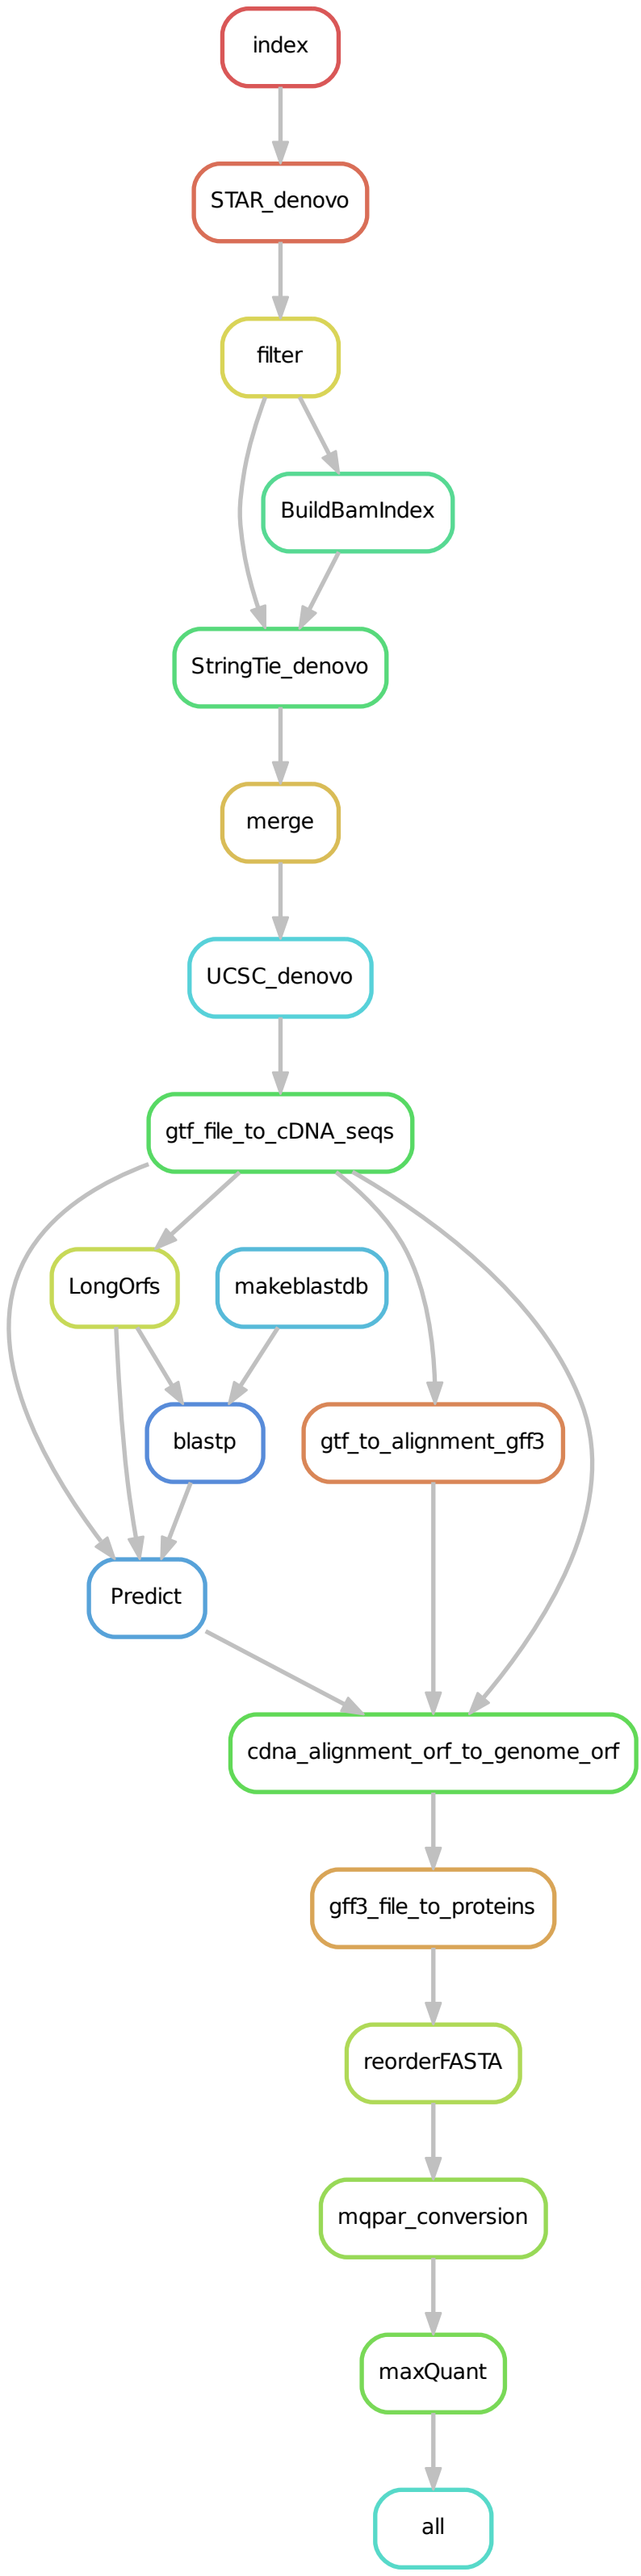 index
STAR_denovo
filter
BuildBamIndex
StringTie_denovo
merge
UCSC_denovo
gtf_file_to_cDNA_seqs
LongOrfs
makeblastdb
blastp
gtf_to_alignment_gff3
Predict
cdna_alignment_orf_to_genome_orf
gff3_file_to_proteins
reorderFASTA
mqpar_conversion
maxQuant
all